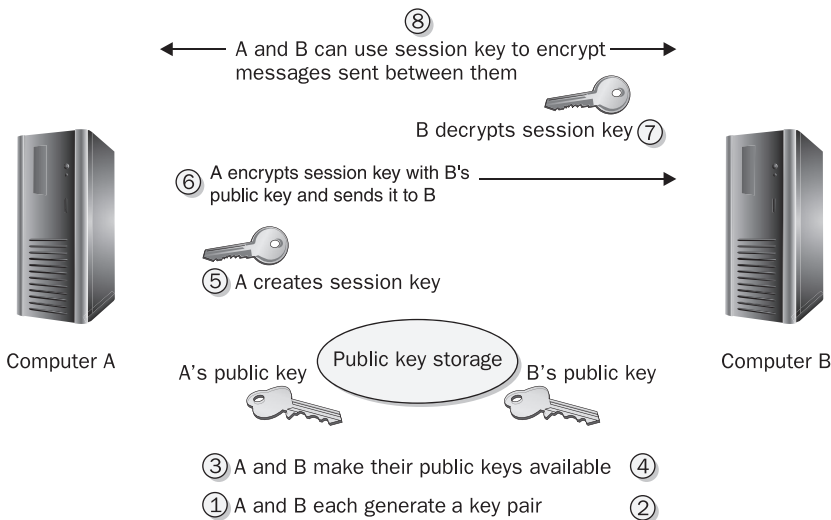 ⑧
A and B can use session key to encrypt
messages sent between them
B decrypts session key ⑦
⑥ A encrypts session key with B's
public key and sends it to B
⑤ A creates session key
Computer A
Computer B
Public key storage
A's public key
B's public key
③ A and B make their public keys available ④
① A and B each generate a key pair ②